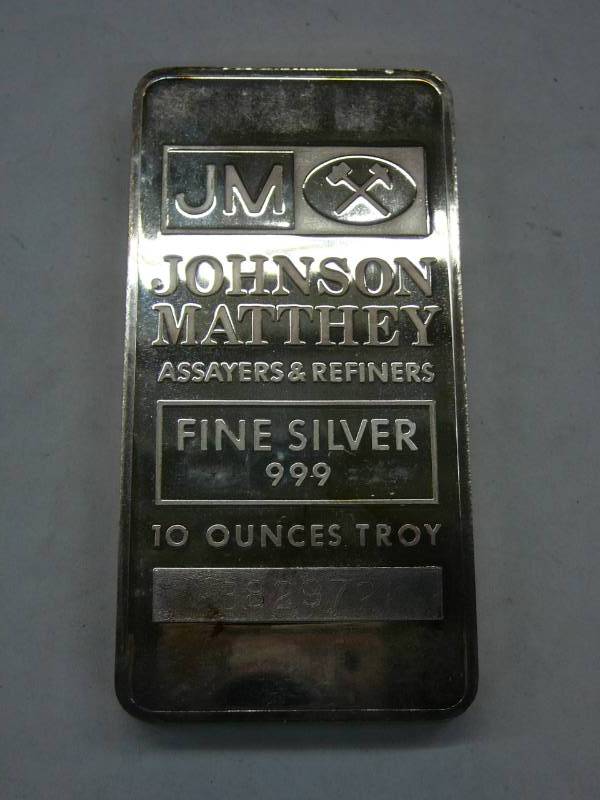 JM
JOHNSON
MATTHEY
ASSAYERS & REFINERS
FINE SILVER
999
10 OUNCES TROY